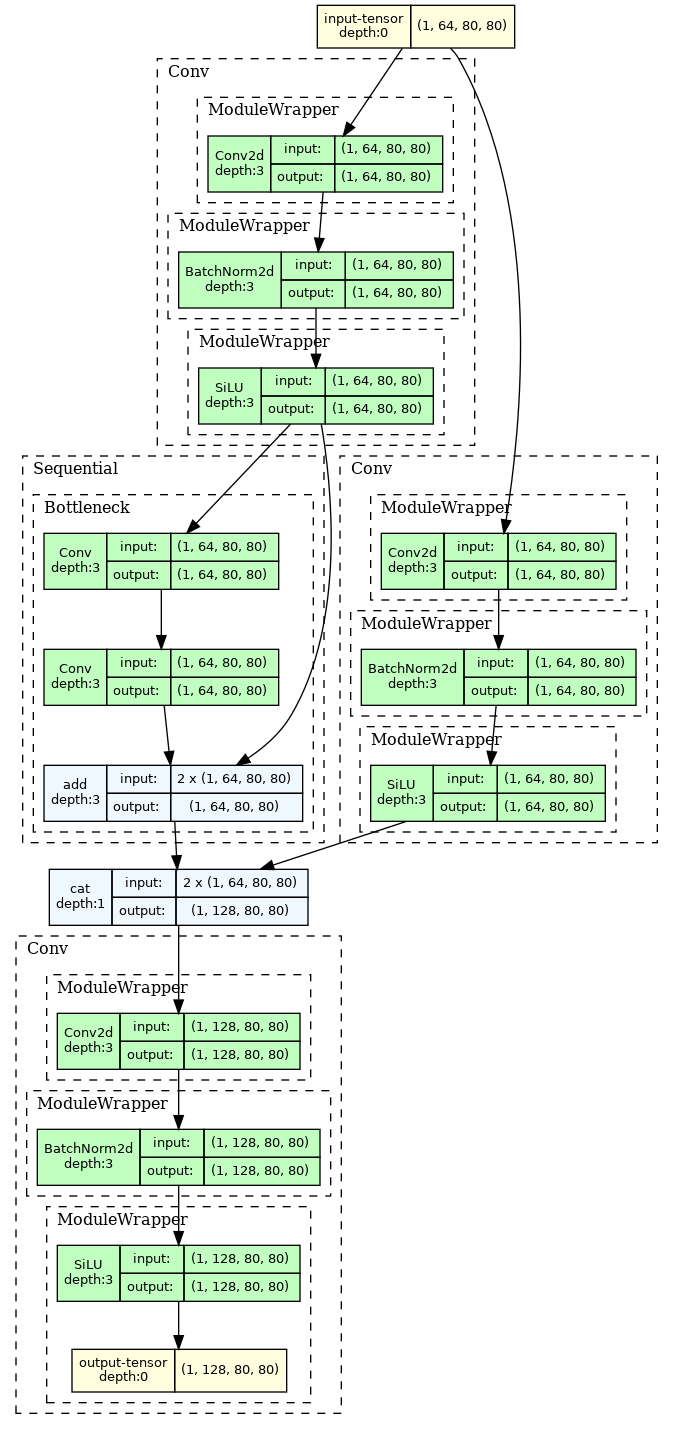 input-tensor
depth:0
(1, 64, 80, 80)
Conv
ModuleWrapper
Conv2d
depth:3
input:
(1, 64, 80, 80)
output:
(1, 64, 80, 80)
ModuleWrapper
BatchNorm2d
depth:3
input:
(1, 64, 80, 80)
output:
(1, 64, 80, 80)
ModuleWrapper
SiLU
depth:3
input:
(1, 64, 80, 80)
output:
(1, 64, 80, 80)
Sequential
Bottleneck
Conv
depth:3
input:
(1, 64, 80, 80)
output:
(1, 64, 80, 80)
Conv
depth:3
input:
(1, 64, 80, 80)
output:
(1, 64, 80, 80)
add
depth:3
input:
2 x (1, 64, 80, 80)
output:
(1, 64, 80, 80)
Conv
ModuleWrapper
Conv2d
depth:3
input:
(1, 64, 80, 80)
output:
(1, 64, 80, 80)
ModuleWrapper
BatchNorm2d
depth:3
input:
(1, 64, 80, 80)
output:
(1, 64, 80, 80)
ModuleWrapper
SiLU
depth:3
input:
(1, 64, 80, 80)
output:
(1, 64, 80, 80)
cat
depth:1
input:
2 x (1, 64, 80, 80)
output:
(1, 128, 80, 80)
Conv
ModuleWrapper
Conv2d
depth:3
input:
(1, 128, 80, 80)
output:
(1, 128, 80, 80)
ModuleWrapper
BatchNorm2d
depth:3
input:
(1, 128, 80, 80)
output:
(1, 128, 80, 80)
ModuleWrapper
SiLU
depth:3
input:
(1, 128, 80, 80)
output:
(1, 128, 80, 80)
output-tensor
depth:0
(1, 128, 80, 80)